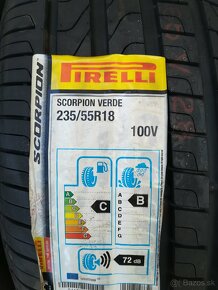 PIRELLI
SCORPION VERDE
235/55R18
100V
SCORPION
A
B
C
D
E
F
G
C
A
B
C
D
E
F
G
B
72 dB
bazos.sk